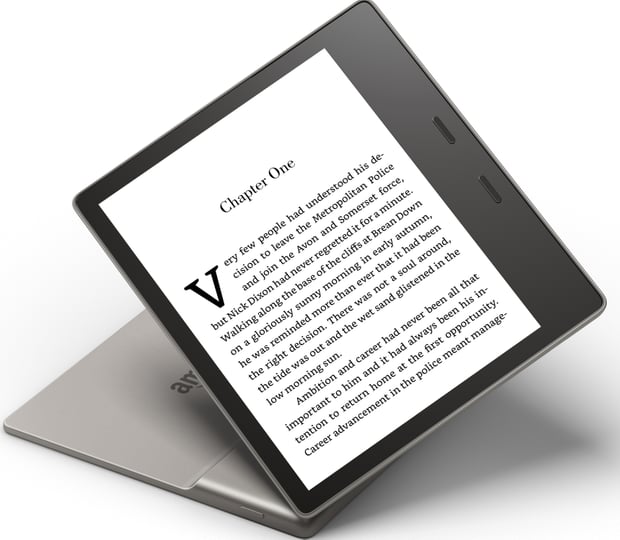 Chapter One
Very few people had understood his de-
cision to leave the Metropolitan Police
and join the Avon and Somerset force,
but Nick Dixon had never regretted it for a minute.
Walking along the base of the cliffs at Brean Down
on a gloriously sunny morning in early autumn,
he was reminded more than ever that it had been
the right decision. There was not a soul around,
the tide was out and the wet sand glistened in the
low morning sun.
Ambition and career had never been all that
important to him and it had always been his in-
tention to return home at the first opportunity.
Career advancement in the police meant manage-
am